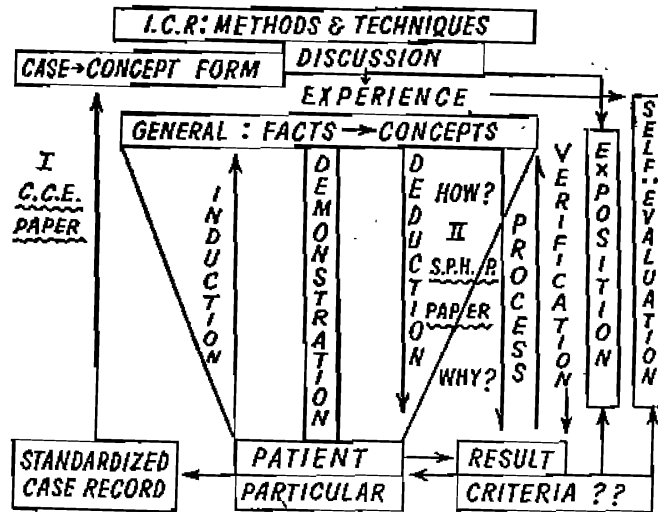 I.C.R: METHODS & TECHNIQUES
DISCUSSION
CASE→CONCEPT FORM
EXPERIENCE
GENERAL : FACTS → CONCEPTS
I
C.C.E.
PAPER
INDUCTION
DEMONSTRATION
DEDUCTION
HOW?
II
S.P.H.P.
PAPER
WHY?
PROCESS
VERIFICATION
EXPOSITION
SELF:.EVALUATION
STANDARDIZED
CASE RECORD
PATIENT
PARTICULAR
RESULT
CRITERIA ??